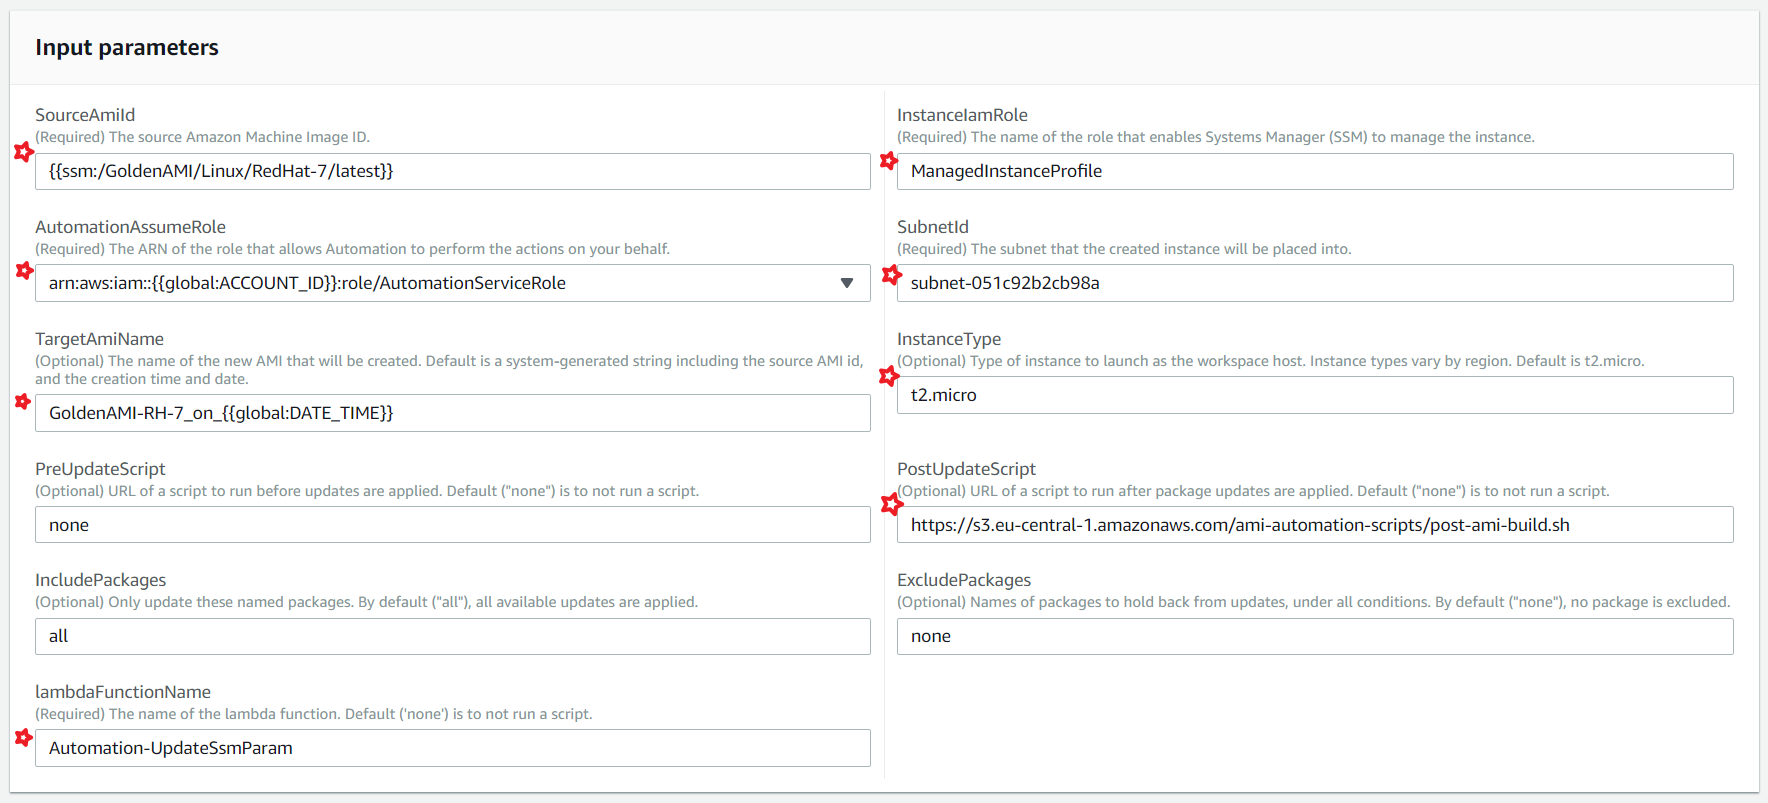 Input parameters
SourceAmiId
(Required) The source Amazon Machine Image ID.
{{ssm:/GoldenAMI/Linux/RedHat-7/latest}}
InstanceIamRole
(Required) The name of the role that enables Systems Manager (SSM) to manage the instance.
ManagedInstanceProfile
AutomationAssumeRole
(Required) The ARN of the role that allows Automation to perform the actions on your behalf.
arn:aws:iam::{{global:ACCOUNT_ID}}:role/AutomationServiceRole
SubnetId
(Required) The subnet that the created instance will be placed into.
subnet-051c92b2cb98a
TargetAmiName
(Optional) The name of the new AMI that will be created. Default is a system-generated string including the source AMI id,
and the creation time and date.
GoldenAMI-RH-7_on_{{global:DATE_TIME}}
InstanceType
(Optional) Type of instance to launch as the workspace host. Instance types vary by region. Default is t2.micro.
t2.micro
PreUpdateScript
(Optional) URL of a script to run before updates are applied. Default ("none") is to not run a script.
none
PostUpdateScript
(Optional) URL of a script to run after package updates are applied. Default ("none") is to not run a script.
https://s3.eu-central-1.amazonaws.com/ami-automation-scripts/post-ami-build.sh
IncludePackages
(Optional) Only update these named packages. By default ("all"), all available updates are applied.
all
ExcludePackages
(Optional) Names of packages to hold back from updates, under all conditions. By default ("none"), no package is excluded.
none
lambdaFunctionName
(Required) The name of the lambda function. Default ('none') is to not run a script.
Automation-UpdateSsmParam